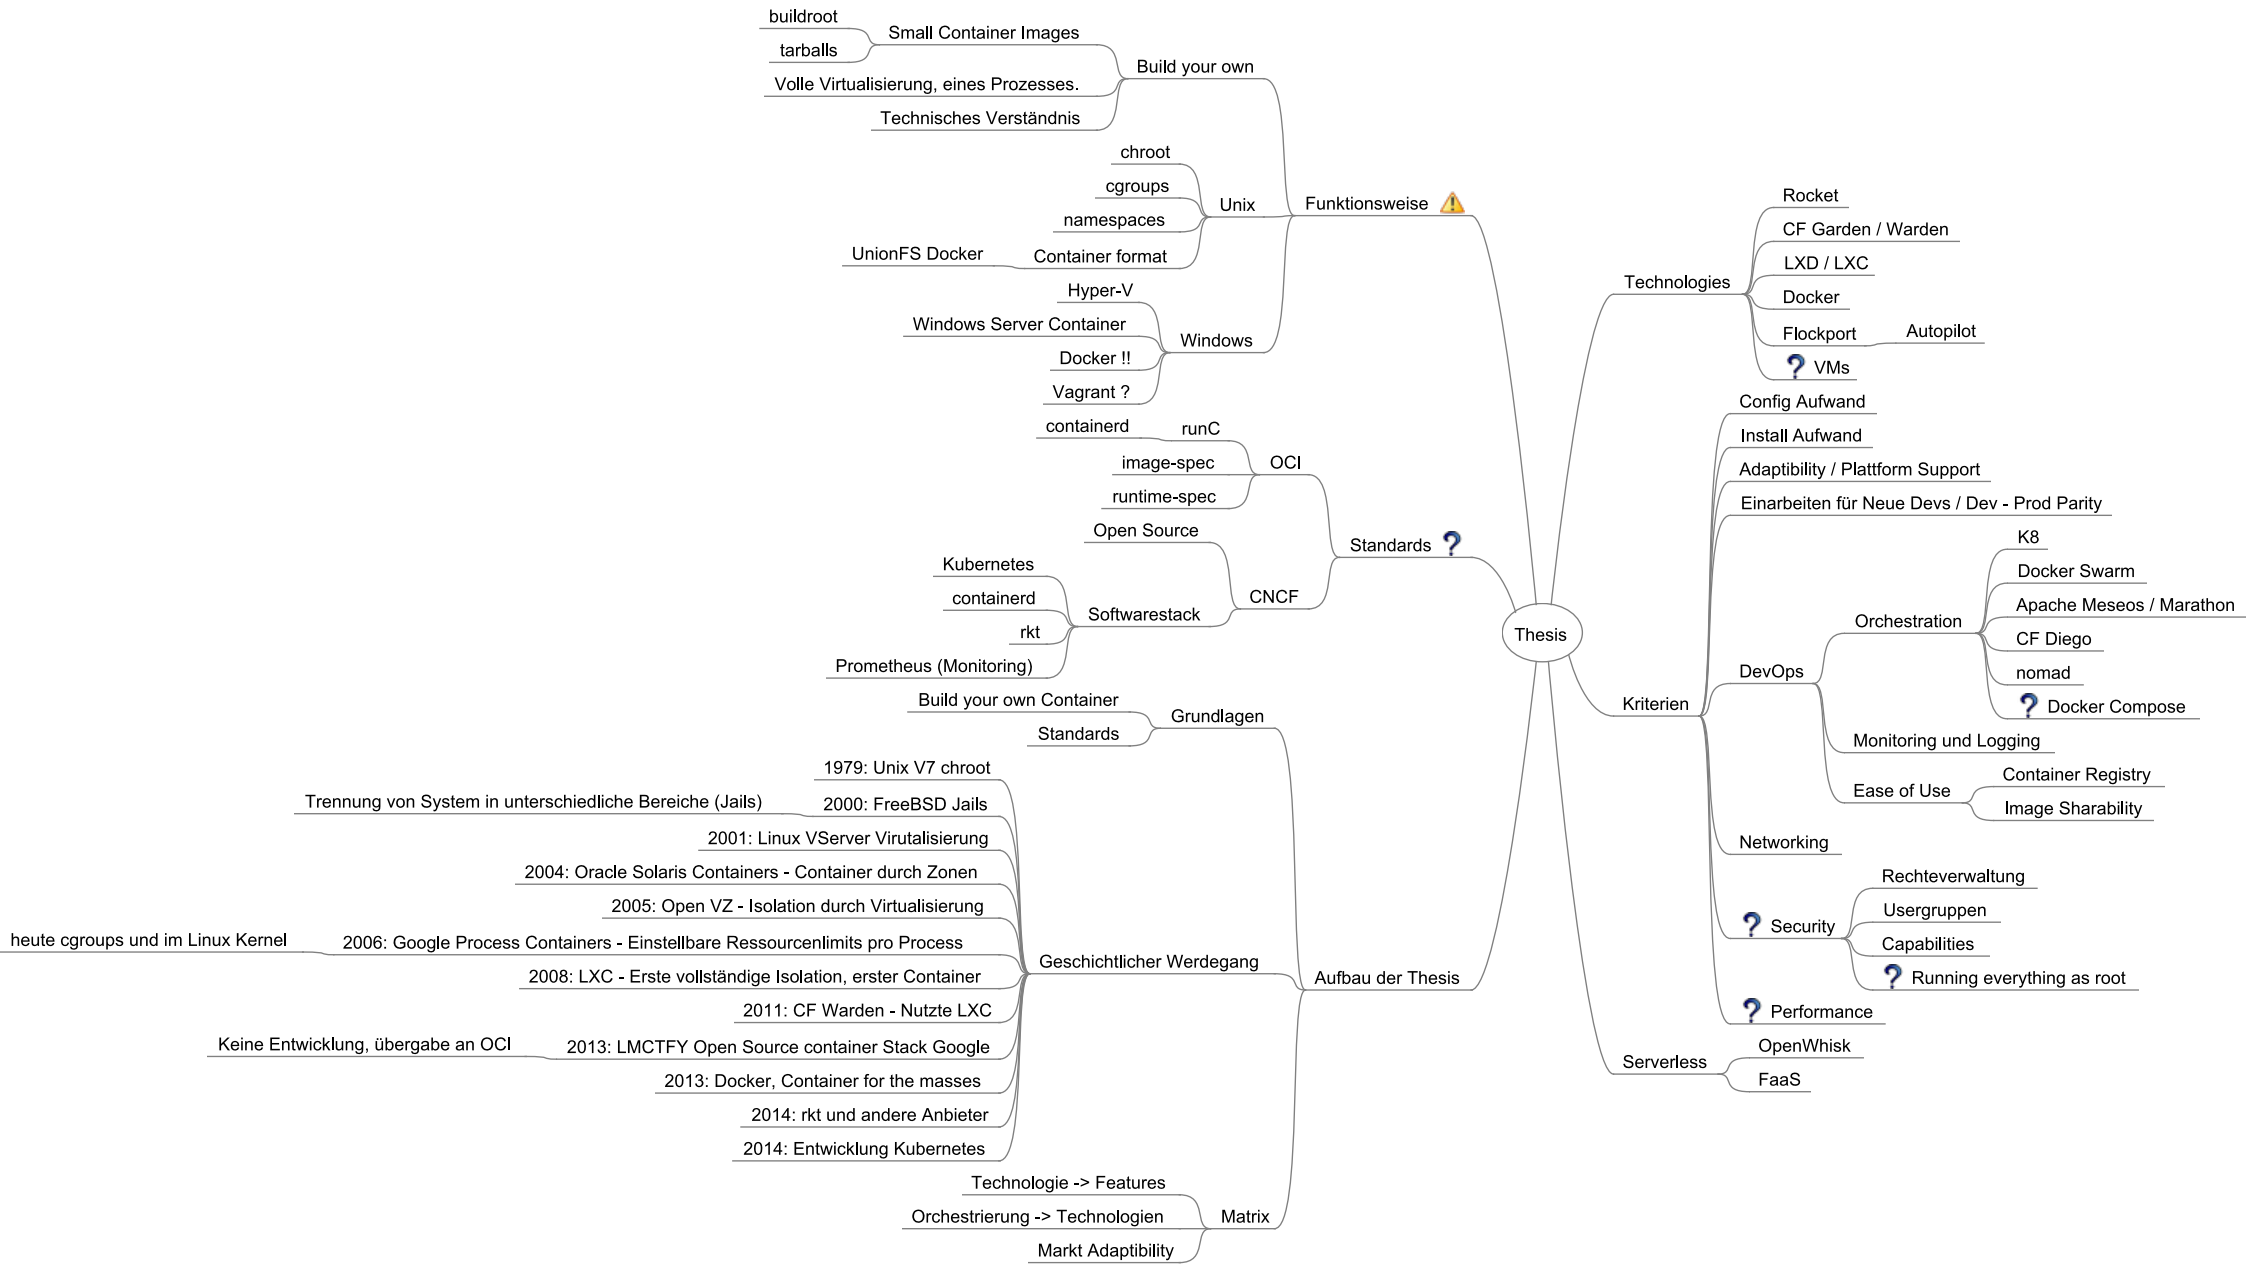 Thesis
Funktionsweise
Build your own
Small Container Images
buildroot
tarballs
Volle Virtualisierung, eines Prozesses.
Technisches Verständnis
Unix
chroot
cgroups
namespaces
Container format
UnionFS Docker
Windows
Hyper-V
Windows Server Container
Docker !!
Vagrant ?
Standards
OCI
runC
containerd
image-spec
runtime-spec
CNCF
Open Source
Softwarestack
Kubernetes
containerd
rkt
Prometheus (Monitoring)
Aufbau der Thesis
Grundlagen
Build your own Container
Standards
Geschichtlicher Werdegang
1979: Unix V7 chroot
2000: FreeBSD Jails
Trennung von System in unterschiedliche Bereiche (Jails)
2001: Linux VServer Virutalisierung
2004: Oracle Solaris Containers - Container durch Zonen
2005: Open VZ - Isolation durch Virtualisierung
2006: Google Process Containers - Einstellbare Ressourcenlimits pro Process
heute cgroups und im Linux Kernel
2008: LXC - Erste vollständige Isolation, erster Container
2011: CF Warden - Nutzte LXC
2013: LMCTFY Open Source container Stack Google
Keine Entwicklung, übergabe an OCI
2013: Docker, Container for the masses
2014: rkt und andere Anbieter
2014: Entwicklung Kubernetes
Matrix
Technologie -> Features
Orchestrierung -> Technologien
Markt Adaptibility
Technologies
Rocket
CF Garden / Warden
LXD / LXC
Docker
Flockport
Autopilot
VMs
Kriterien
Config Aufwand
Install Aufwand
Adaptibility / Plattform Support
Einarbeiten für Neue Devs / Dev - Prod Parity
DevOps
Orchestration
K8
Docker Swarm
Apache Meseos / Marathon
CF Diego
nomad
Docker Compose
Monitoring und Logging
Ease of Use
Container Registry
Image Sharability
Networking
Security
Rechteverwaltung
Usergruppen
Capabilities
Running everything as root
Performance
Serverless
OpenWhisk
FaaS